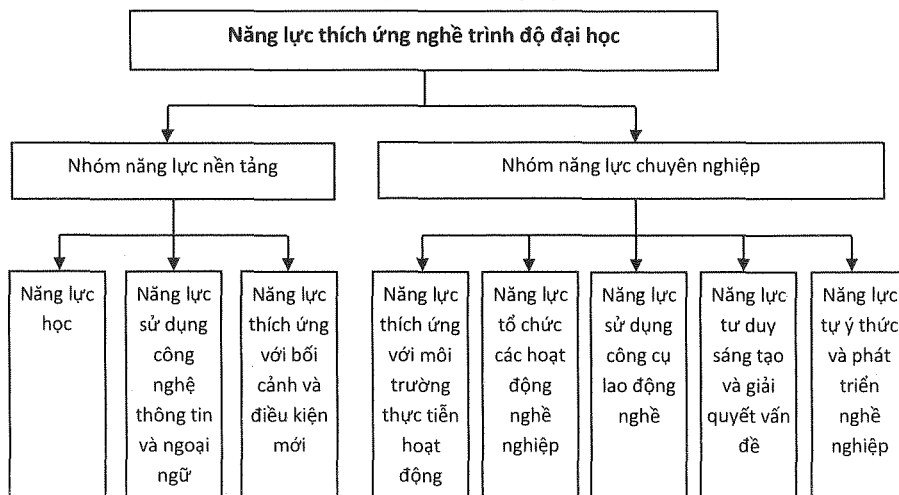 Năng lực thích ứng nghề trình độ đại học
Nhóm năng lực nền tảng
Nhóm năng lực chuyên nghiệp
Năng lực
học
Năng lực
sử dụng
công
nghệ
thông tin
và ngoại
ngữ
Năng lực
thích ứng
với bối
cảnh và
điều kiện
mới
Năng lực
thích ứng
với môi
trường
thực tiễn
hoạt
động
Năng lực
tổ chức
các hoạt
động
nghề
nghiệp
Năng lực
sử dụng
công cụ
lao động
nghề
Năng lực
tư duy
sáng tạo
và giải
quyết vấn
đề
Năng lực
tự ý thức
và phát
triển
nghề
nghiệp